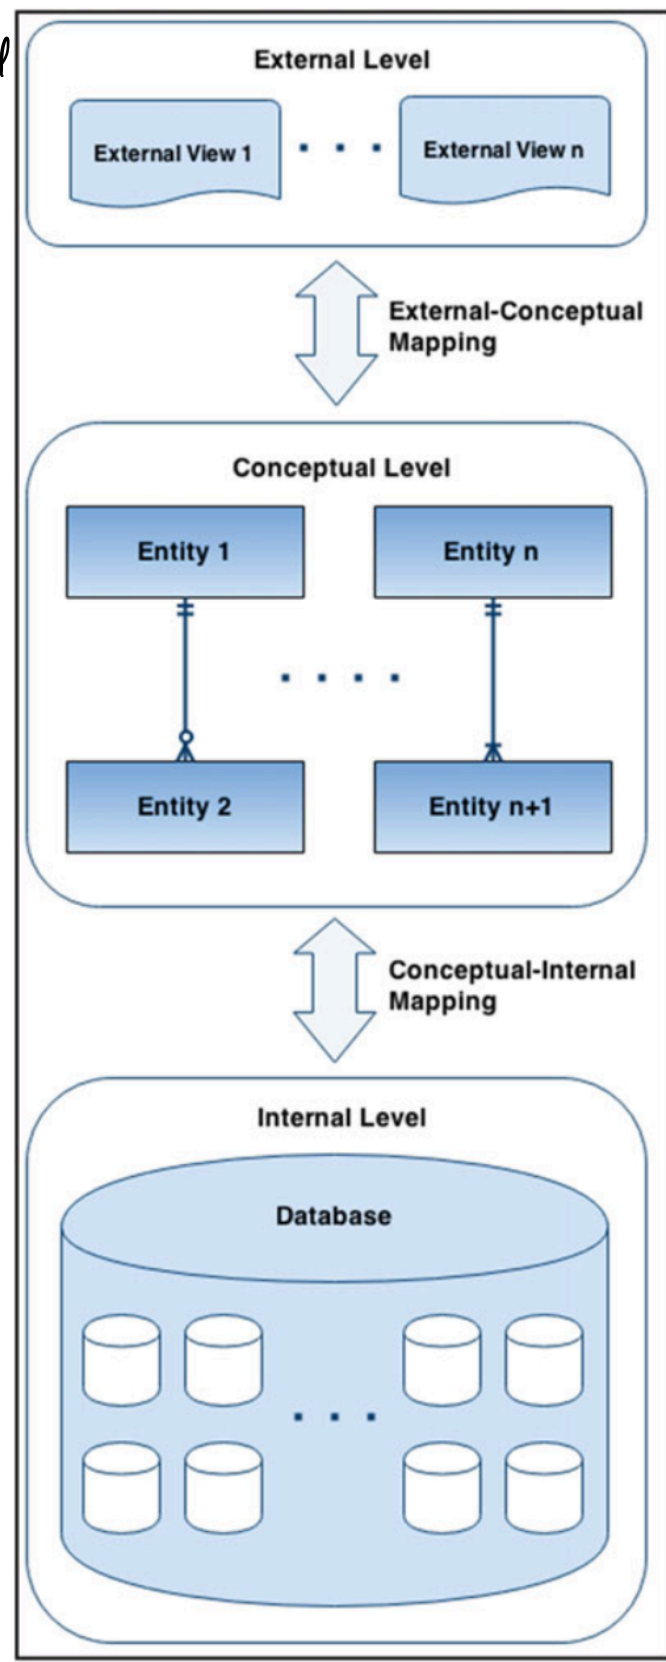 External Level
External View 1
External View n
External-Conceptual
Mapping
Conceptual Level
Entity 1
Entity n
Entity 2
Entity n+1
Conceptual-Internal
Mapping
Internal Level
Database